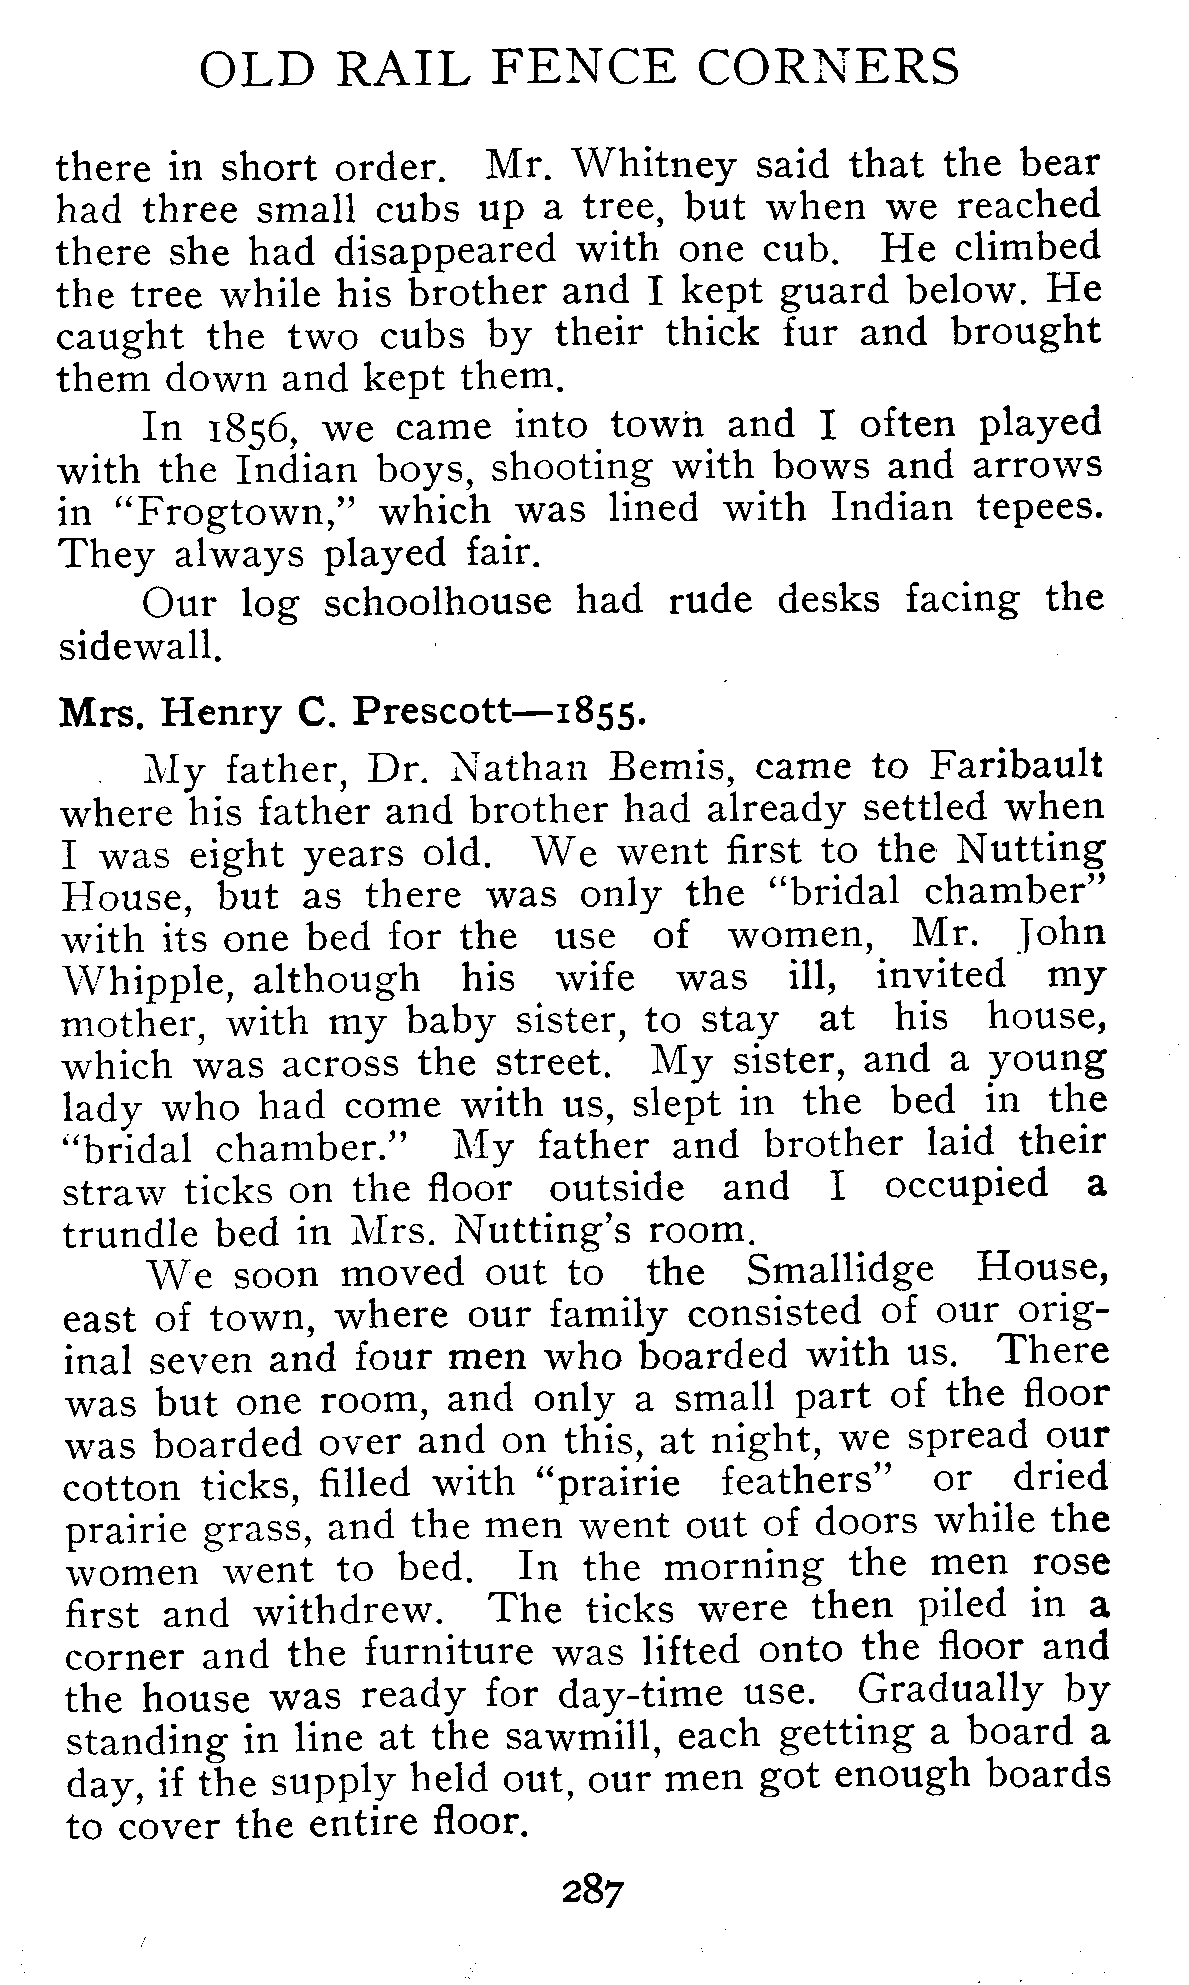 OLD RAIL FENCE CORNERS
there in short order. Mr. Whitney said that the bear
had three small cubs up a tree, but when we reached
there she had disappeared with one cub. He climbed
the tree while his brother and I kept guard below. He
caught the two cubs by their thick fur and brought
them down and kept them.
In 1856, we came into town and I often played
with the Indian boys, shooting with bows and arrows
in “Frogtown,” which was lined with Indian tepees.
They always played fair.
Our log schoolhouse had rude desks facing the
sidewall.
Mrs. Henry C. Prescott—1855.
My father, Dr. Nathan Bemis, came to Faribault
where his father and brother had already settled when
I was eight years old. We went first to the Nutting
House, but as there was only the “bridal chamber”
with its one bed for the use of women, Mr. John
Whipple, although his wife was ill, invited my
mother, with my baby sister, to stay at his house,
which was across the street. My sister, and a young
lady who had come with us, slept in the bed in the
“bridal chamber.” My father and brother laid their
straw ticks on the floor outside and I occupied a
trundle bed in Mrs. Nutting’s room.
We soon moved out to the Smallidge House,
east of town, where our family consisted of our orig-
inal seven and four men who boarded with us. There
was but one room, and only a small part of the floor
was boarded over and on this, at night, we spread our
cotton ticks, filled with “prairie feathers” or dried
prairie grass, and the men went out of doors while the
women went to bed. In the morning the men rose
first and withdrew. The ticks were then piled in a
corner and the furniture was lifted onto the floor and
the house was ready for day-time use. Gradually by
standing in line at the sawmill, each getting a board a
day, if the supply held out, our men got enough boards
to cover the entire floor.
287